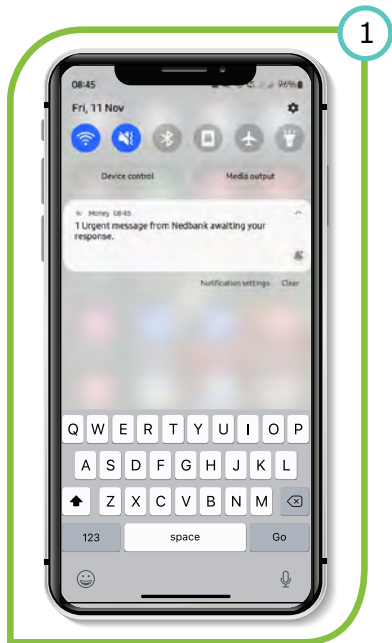 1
08:45 96%
Fri, 11 Nov
Device control Media output
Money 08:45
1 Urgent message from Nedbank awaiting your
response.
Notification settings Clear
Q W E R T Y U I O P
A S D F G H J K L
Z X C V B N M
123 space Go